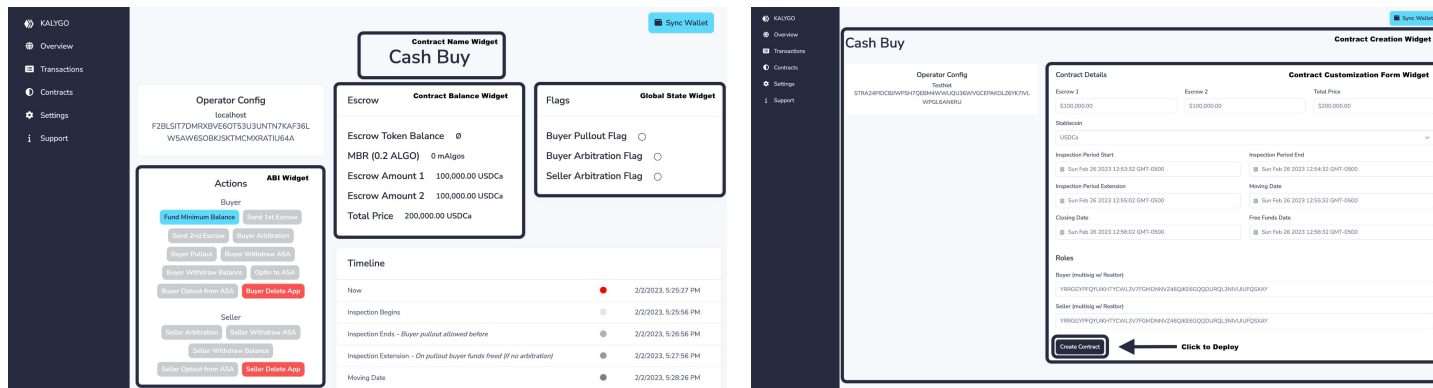 KALYGO
Overview
Transactions
Contracts
Settings
Support
Sync Wallet
Contract Name Widget
Cash Buy
Operator Config
localhost
F2BLSIT7DMRXBVE6OT53U3UNTN7KAF36L
W5AW6SOBKJSKTMCMXRATIU64A
ABI Widget
Actions
Buyer
Fund Minimum Balance Send 1st Escrow
Send 2nd Escrow Buyer Arbitration
Buyer Pullout Buyer Withdraw ASA
Buyer Withdraw Balance Optin to ASA
Buyer Optout from ASA Buyer Delete App
Seller
Seller Arbitration Seller Withdraw ASA
Seller Withdraw Balance
Seller Optout from ASA Seller Delete App
Contract Balance Widget
Escrow
Escrow Token Balance Ø
MBR (0.2 ALGO) 0 mAlgos
Escrow Amount 1 100,000.00 USDCa
Escrow Amount 2 100,000.00 USDCa
Total Price 200,000.00 USDCa
Global State Widget
Flags
Buyer Pullout Flag
Buyer Arbitration Flag
Seller Arbitration Flag
Timeline
Now 2/2/2023, 5:25:27 PM
Inspection Begins 2/2/2023, 5:25:56 PM
Inspection Ends - Buyer pullout allowed before 2/2/2023, 5:26:56 PM
Inspection Extension - On pullout buyer funds freed (if no arbitration) 2/2/2023, 5:27:56 PM
Moving Date 2/2/2023, 5:28:26 PM
KALYGO
Overview
Transactions
Contracts
Settings
Support
Sync Wallet
Cash Buy
Contract Creation Widget
Operator Config
TestNet
Contract Details
Contract Customization Form Widget
Escrow 1 Escrow 2 Total Price
$100,000.00 $100,000.00 $200,000.00
Stablecoin
USDCa
Inspection Period Start Inspection Period End
Sun Feb 26 2023 12:53:32 GMT-0500 Sun Feb 26 2023 12:54:32 GMT-0500
Inspection Period Extension Moving Date
Sun Feb 26 2023 12:55:02 GMT-0500 Sun Feb 26 2023 12:55:32 GMT-0500
Closing Date Free Funds Date
Sun Feb 26 2023 12:56:02 GMT-0500 Sun Feb 26 2023 12:56:32 GMT-0500
Roles
Buyer (multisig w/ Realtor)
Seller (multisig w/ Realtor)
Create Contract
Click to Deploy